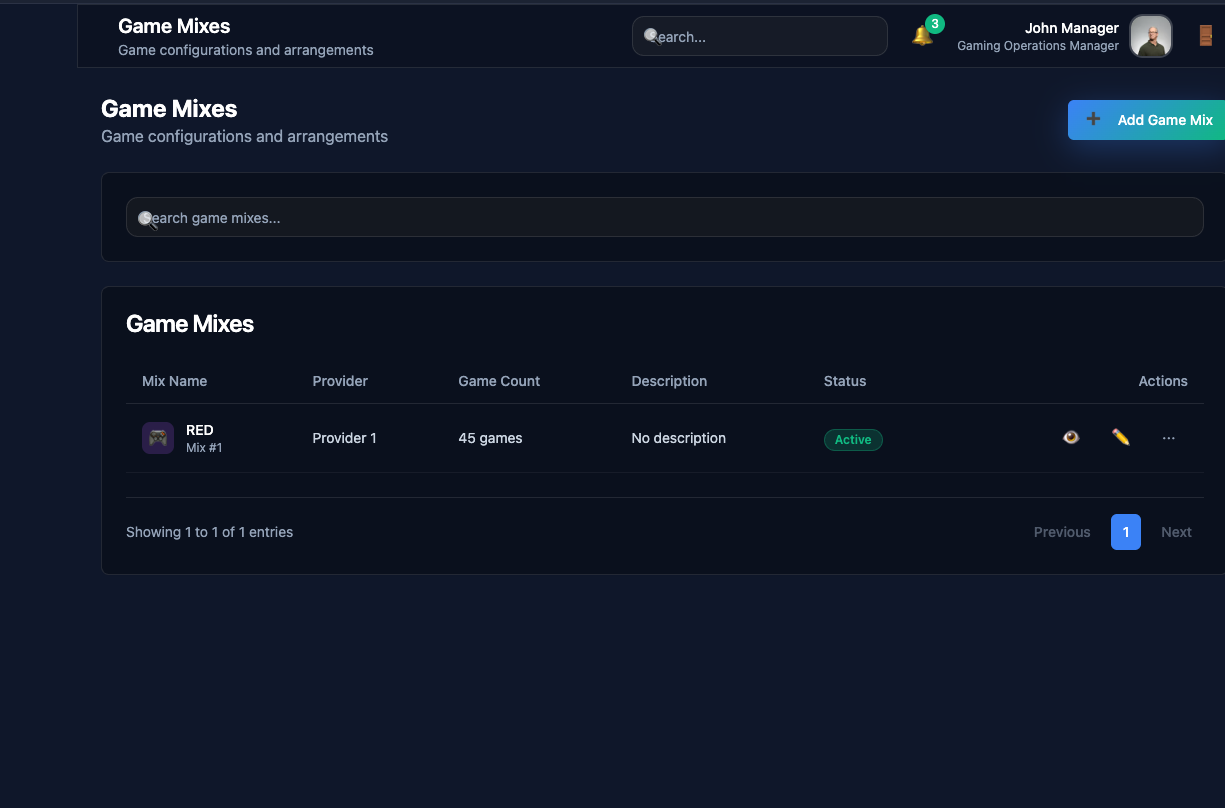 Game Mixes
Game configurations and arrangements
earch...
3
John Manager
Gaming Operations Manager
Game Mixes
Game configurations and arrangements
Add Game Mix
earch game mixes...
Game Mixes
Mix Name Provider Game Count Description Status Actions
RED
Mix #1
Provider 1 45 games No description Active ...
Showing 1 to 1 of 1 entries
Previous 1 Next